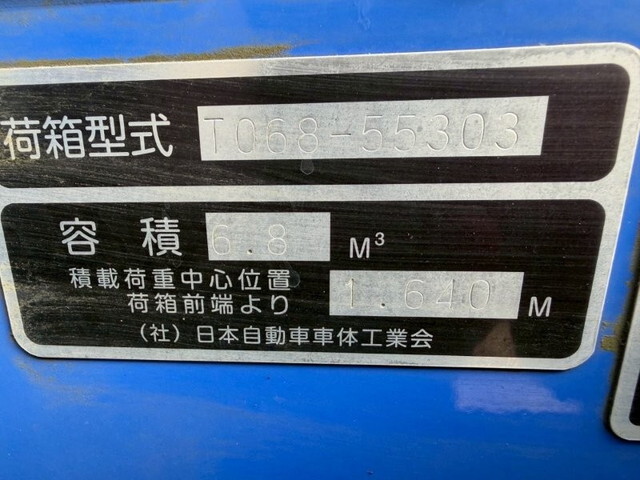 荷箱型式 T068-55303
容積 6.8 M³
積載荷重中心位置
荷箱前端より 1.640 M
(社)日本自動車車体工業会